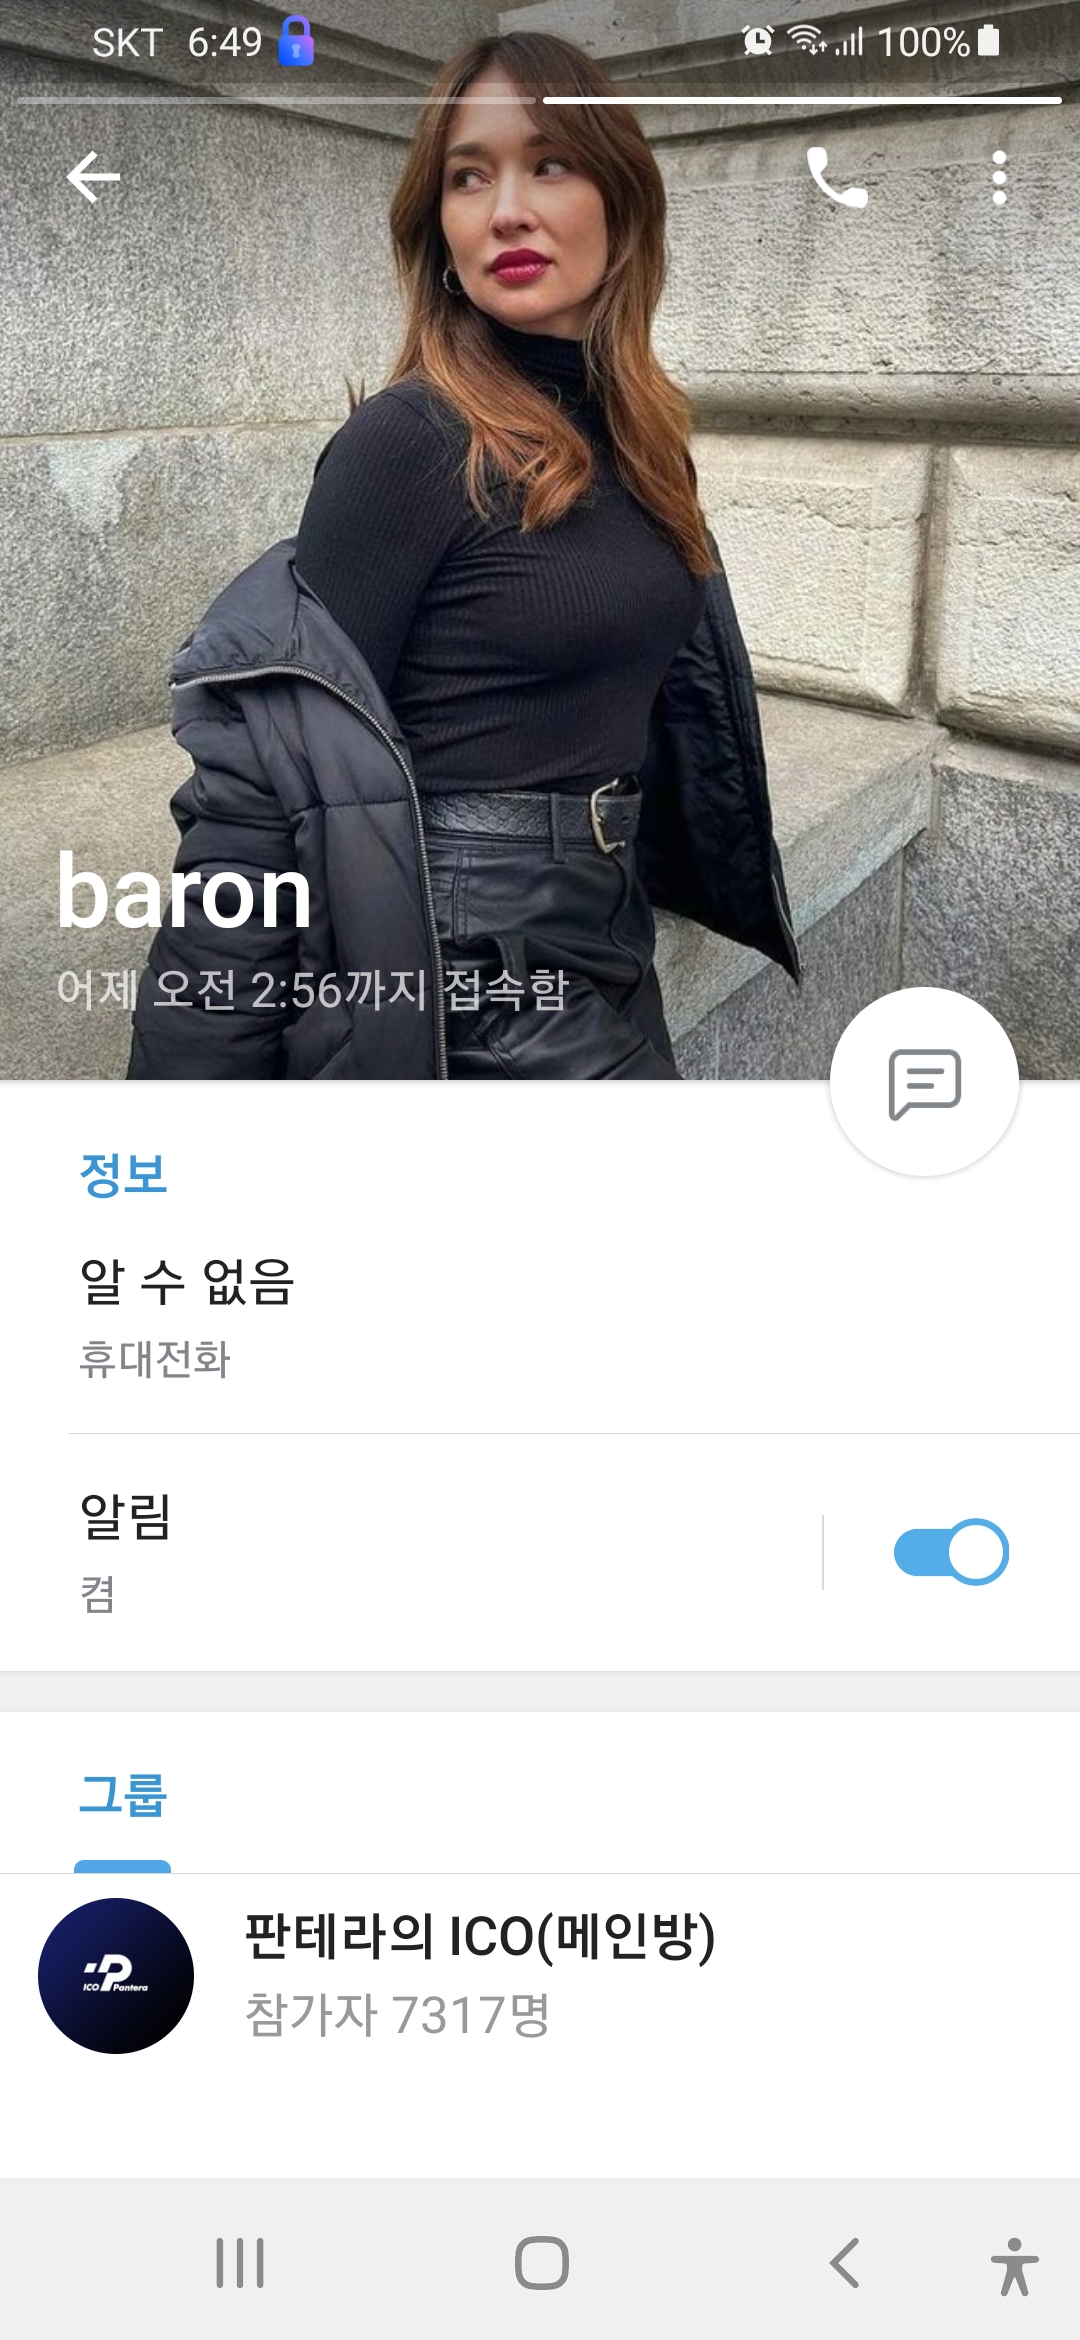 SKT 6:49 100%
baron
어제 오전 2:56까지 접속함
정보
알 수 없음
휴대전화
알림
켬
그룹
판테라의 ICO(메인방)
ICO Pantera
참가자 7317명